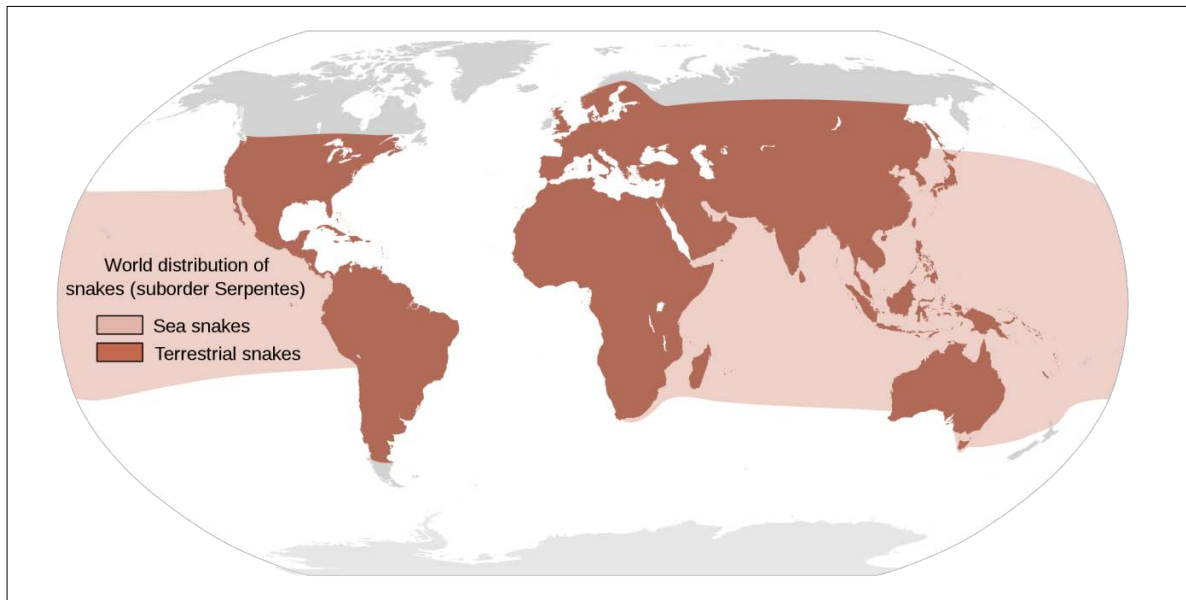 World distribution of
snakes (suborder Serpentes)
Sea snakes
Terrestrial snakes